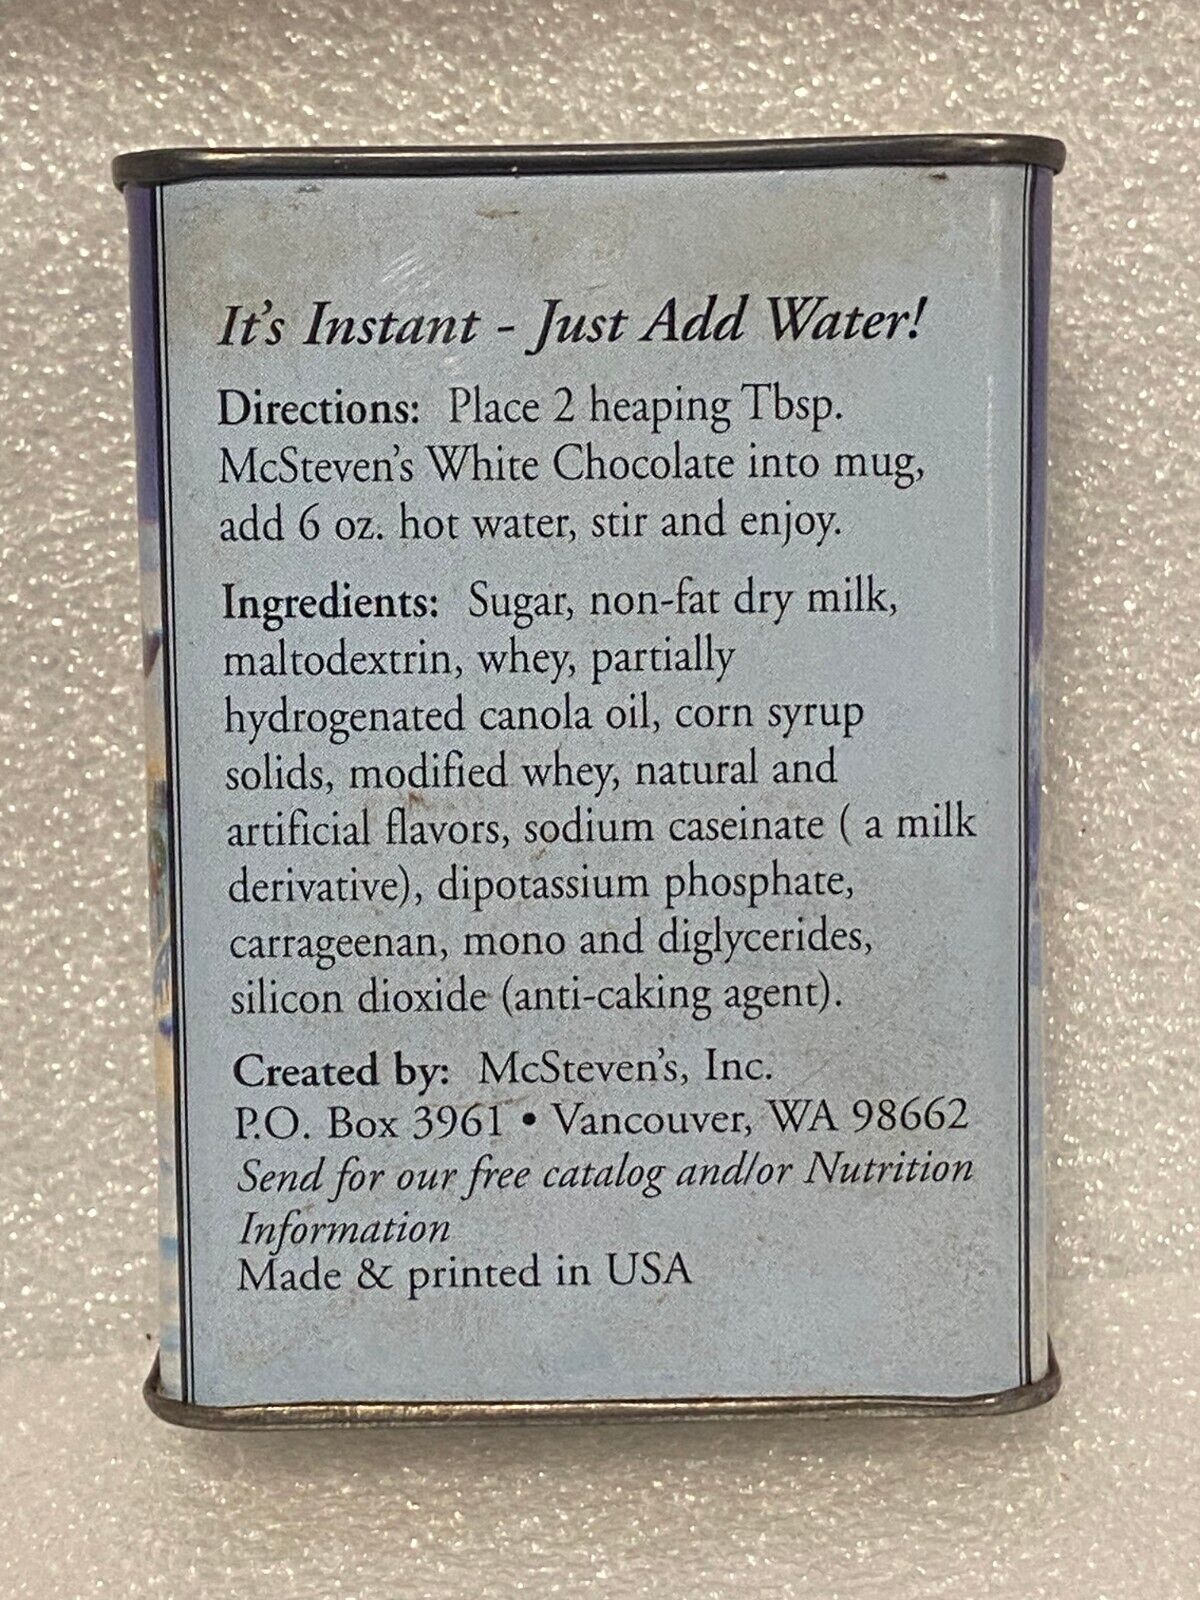 It's Instant - Just Add Water!
Directions: Place 2 heaping Tbsp.
McSteven's White Chocolate into mug,
add 6 oz. hot water, stir and enjoy.
Ingredients: Sugar, non-fat dry milk,
maltodextrin, whey, partially
hydrogenated canola oil, corn syrup
solids, modified whey, natural and
artificial flavors, sodium caseinate ( a milk
derivative), dipotassium phosphate,
carrageenan, mono and diglycerides,
silicon dioxide (anti-caking agent).
Created by: McSteven's, Inc.
P.O. Box 3961 • Vancouver, WA 98662
Send for our free catalog and/or Nutrition
Information
Made & printed in USA